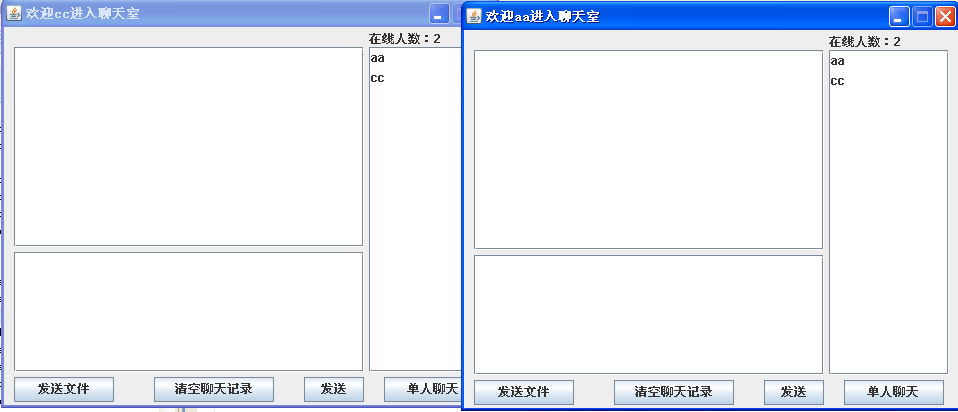 欢迎cc进入聊天室
在线人数：2
aa
cc
发送文件
清空聊天记录
发送
单人聊天
欢迎aa进入聊天室
在线人数：2
aa
cc
发送文件
清空聊天记录
发送
单人聊天